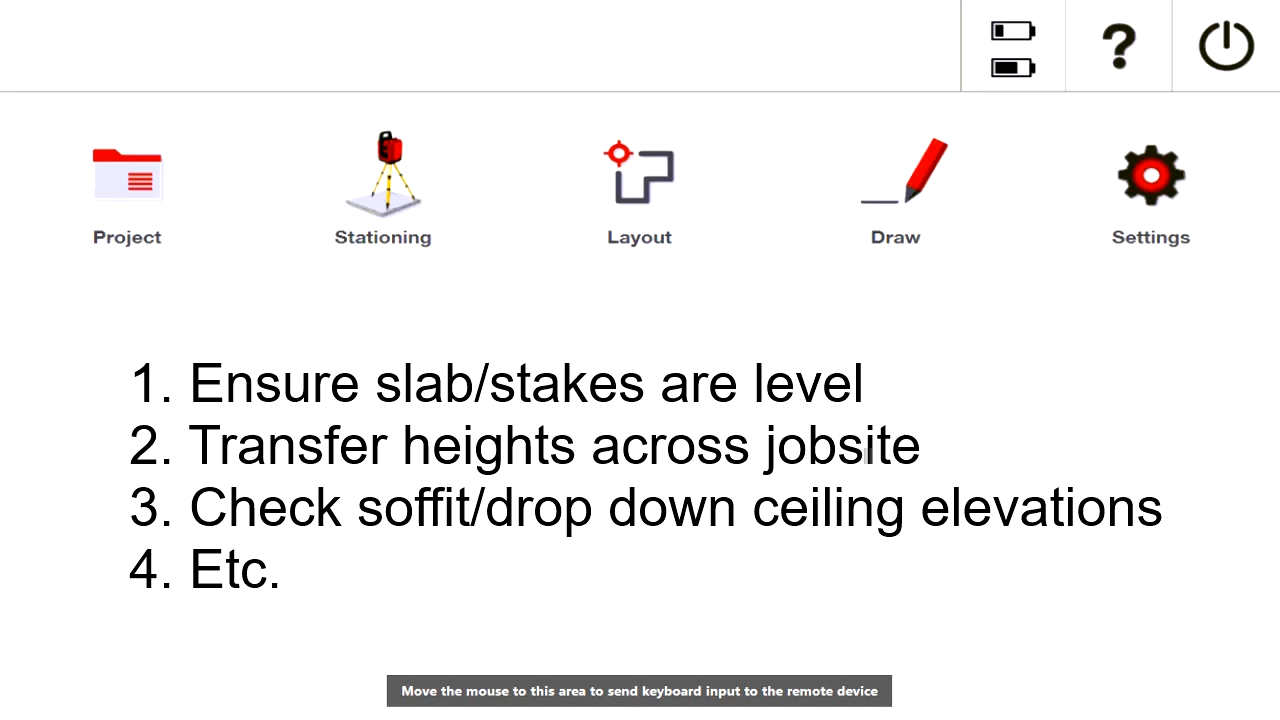 ?
Project Stationing Layout Draw Settings
1. Ensure slab/stakes are level
2. Transfer heights across jobsite
3. Check soffit/drop down ceiling elevations
4. Etc.
Move the mouse to this area to send keyboard input to the remote device